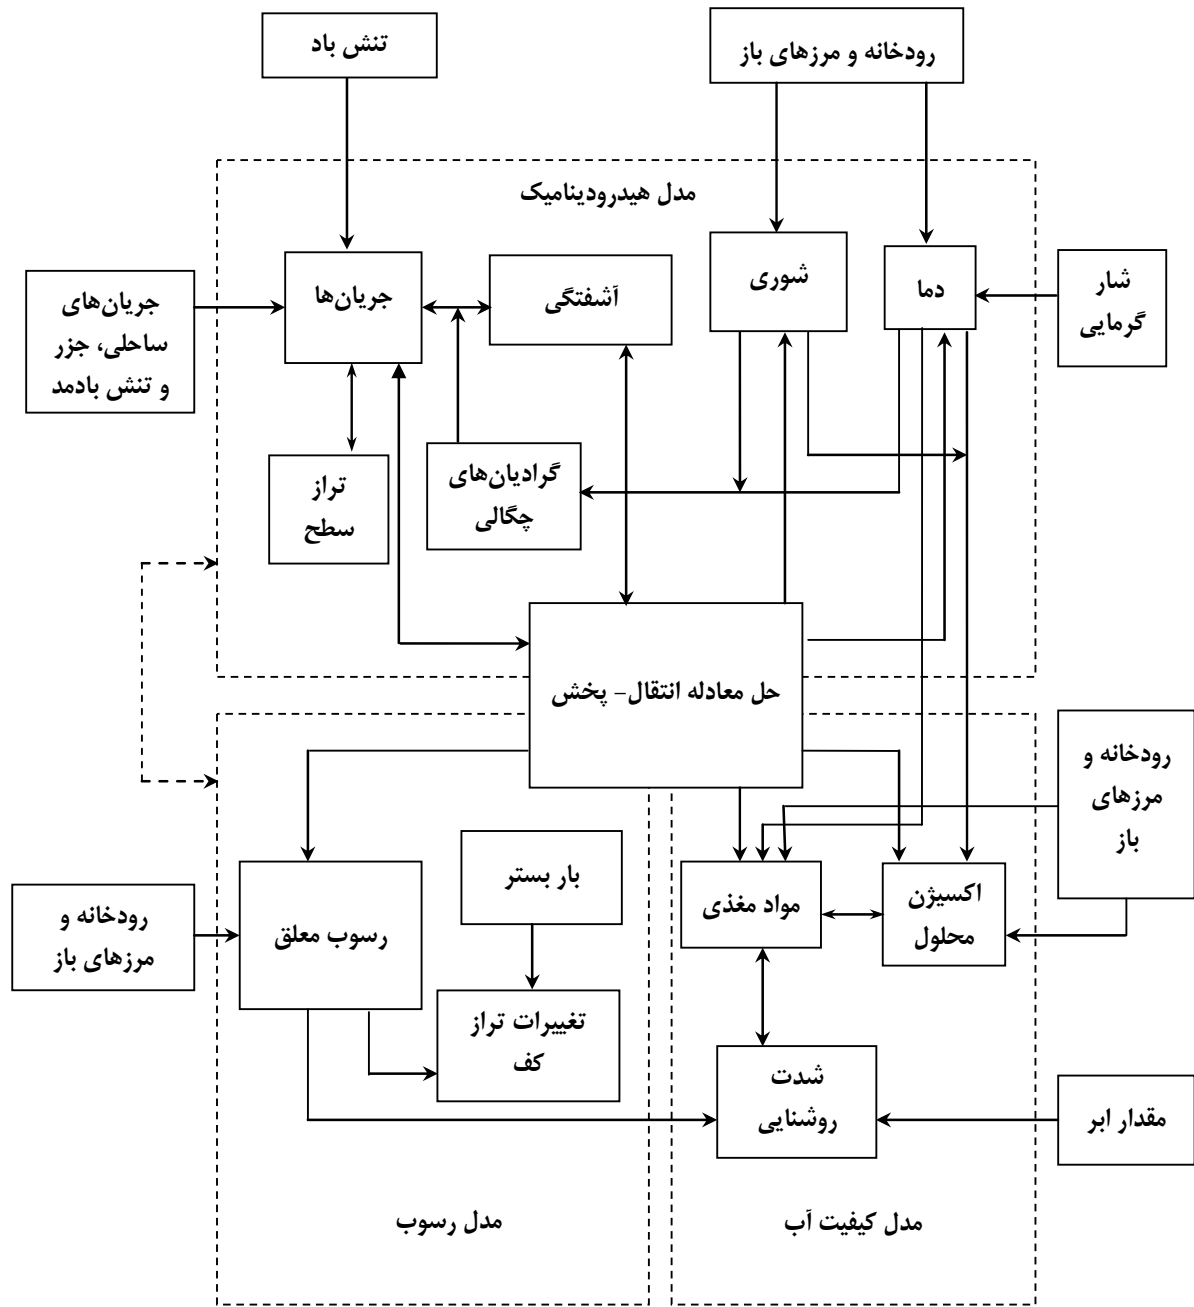 رودخانه و مرزهای باز
تنش باد
مدل هیدرودینامیک
شار
گرمایی
دما
شوری
آشفتگی
جریان‌ها
جریان‌های
ساحلی، جزر
و تنش بادمد
گرادیان‌های
چگالی
تراز
سطح
حل معادله انتقال- پخش
رودخانه و
مرزهای
باز
اکسیژن
محلول
مواد مغذی
بار بستر
رسوب معلق
رودخانه و
مرزهای باز
تغییرات تراز
کف
شدت
روشنایی
مقدار ابر
مدل کیفیت آب
مدل رسوب